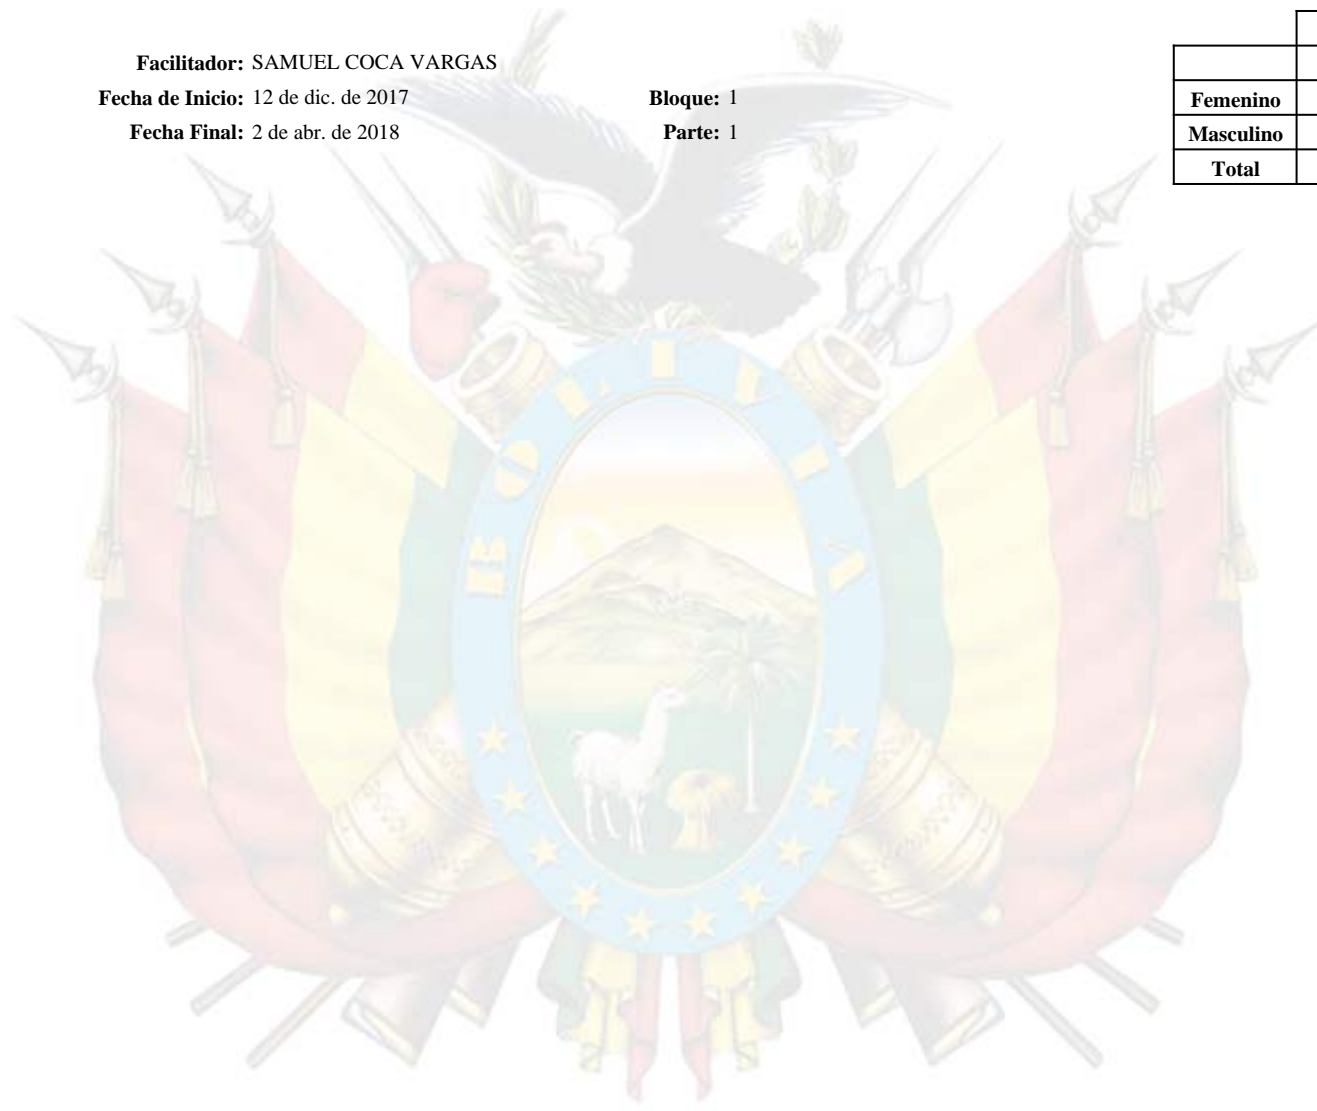 Facilitador: SAMUEL COCA VARGAS
Fecha de Inicio: 12 de dic. de 2017 Bloque: 1
Fecha Final: 2 de abr. de 2018 Parte: 1
Femenino
Masculino
Total
BOLIVIA